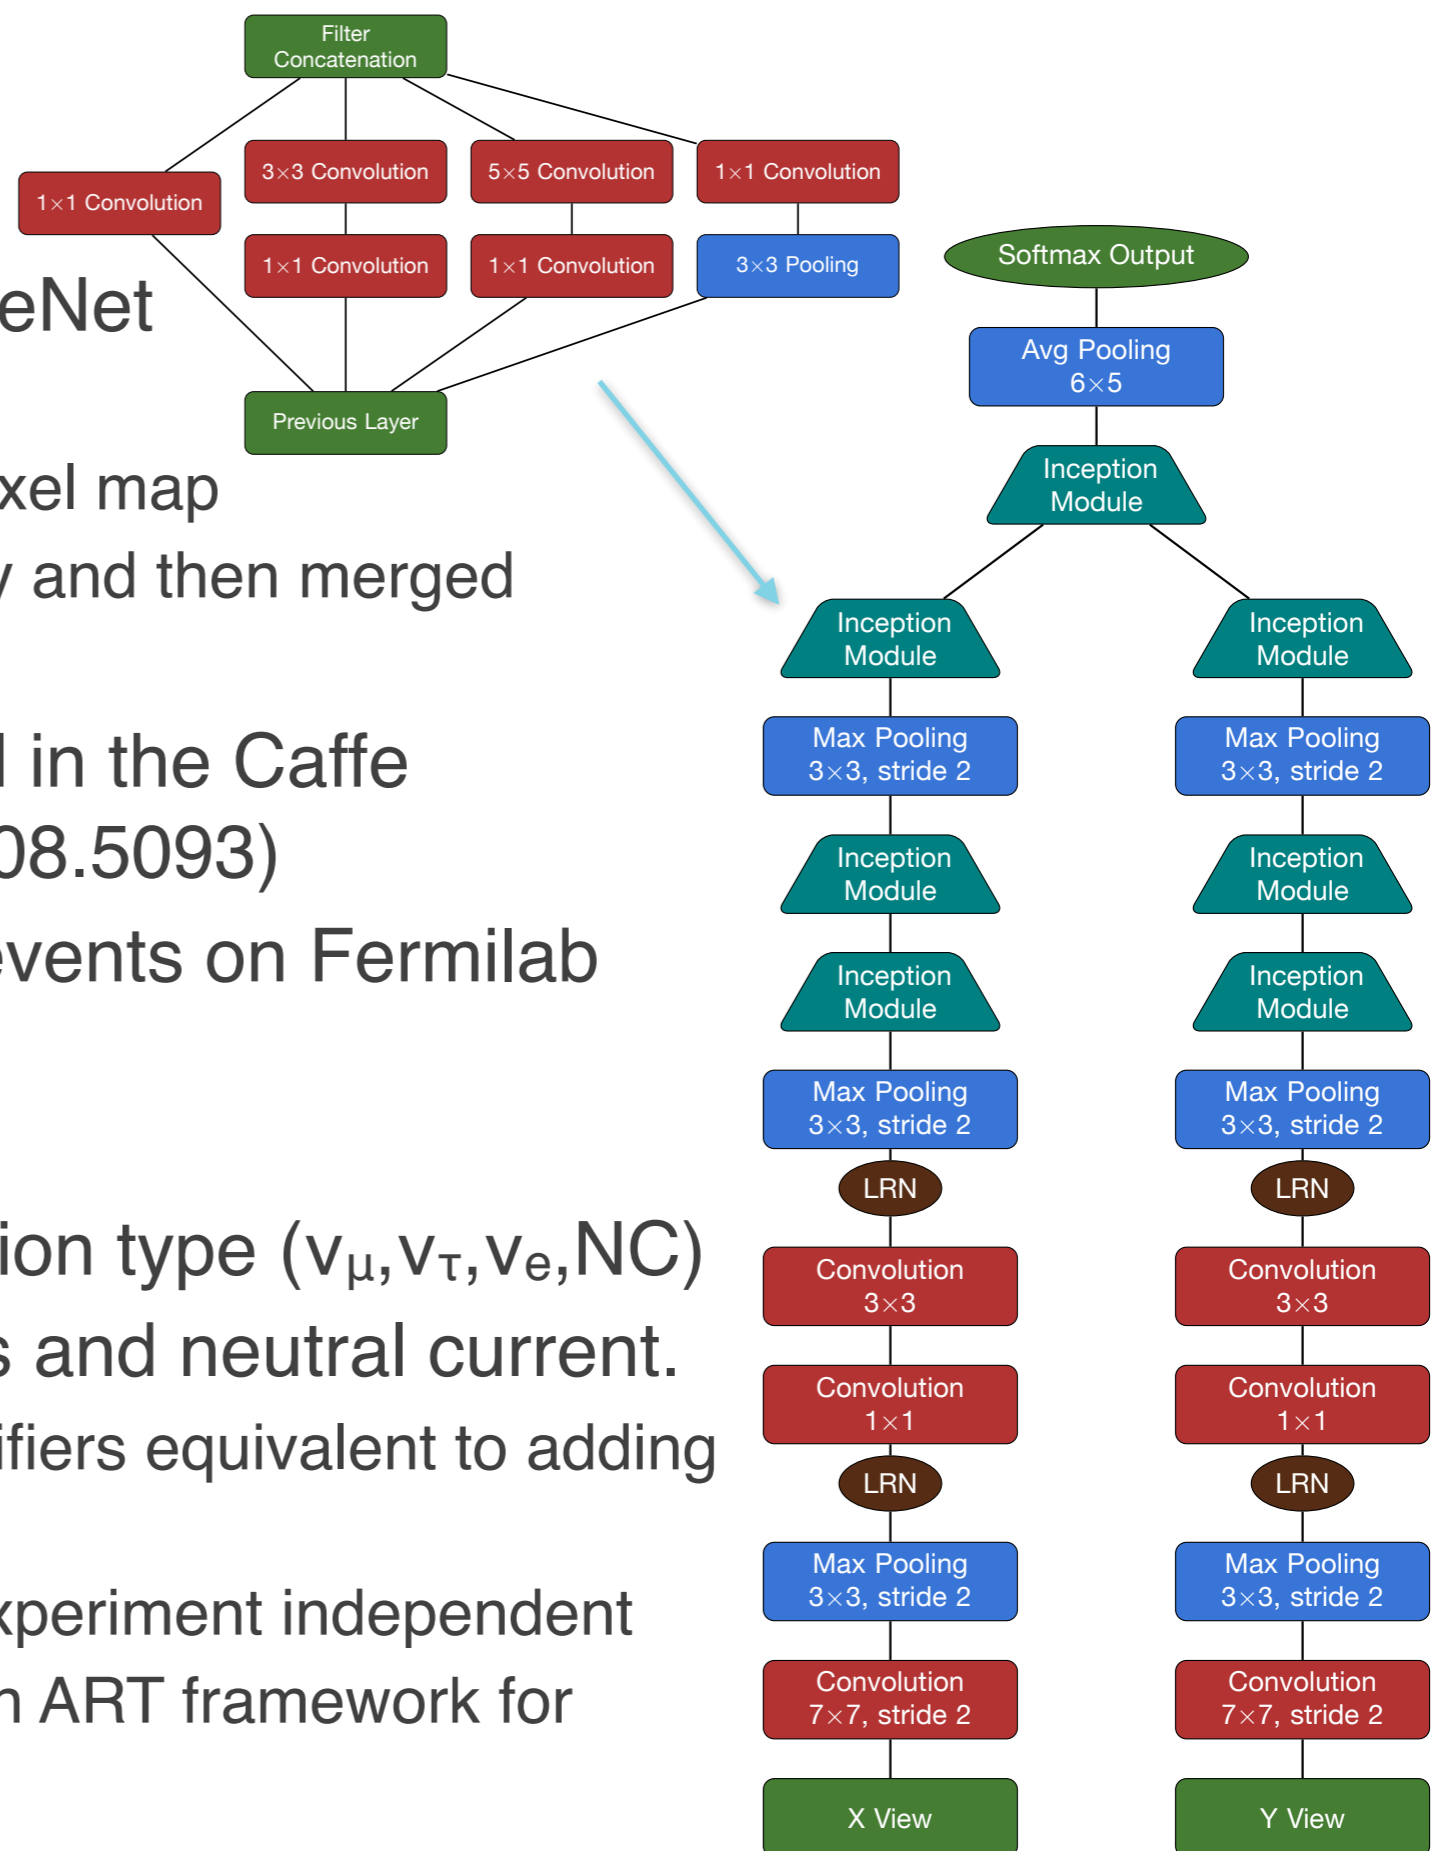 Filter
Concatenation
1×1 Convolution
3×3 Convolution
5×5 Convolution
1×1 Convolution
1×1 Convolution
1×1 Convolution
3×3 Pooling
Previous Layer
eNet
xel map
y and then merged
l in the Caffe
08.5093)
events on Fermilab
ion type (νμ,ντ,νe,NC)
s and neutral current.
ifiers equivalent to adding
xperiment independent
n ART framework for
Softmax Output
Avg Pooling
6×5
Inception
Module
Inception
Module
Max Pooling
3×3, stride 2
Inception
Module
Inception
Module
Max Pooling
3×3, stride 2
LRN
Convolution
3×3
Convolution
1×1
LRN
Max Pooling
3×3, stride 2
Convolution
7×7, stride 2
X View
Inception
Module
Max Pooling
3×3, stride 2
Inception
Module
Inception
Module
Max Pooling
3×3, stride 2
LRN
Convolution
3×3
Convolution
1×1
LRN
Max Pooling
3×3, stride 2
Convolution
7×7, stride 2
Y View